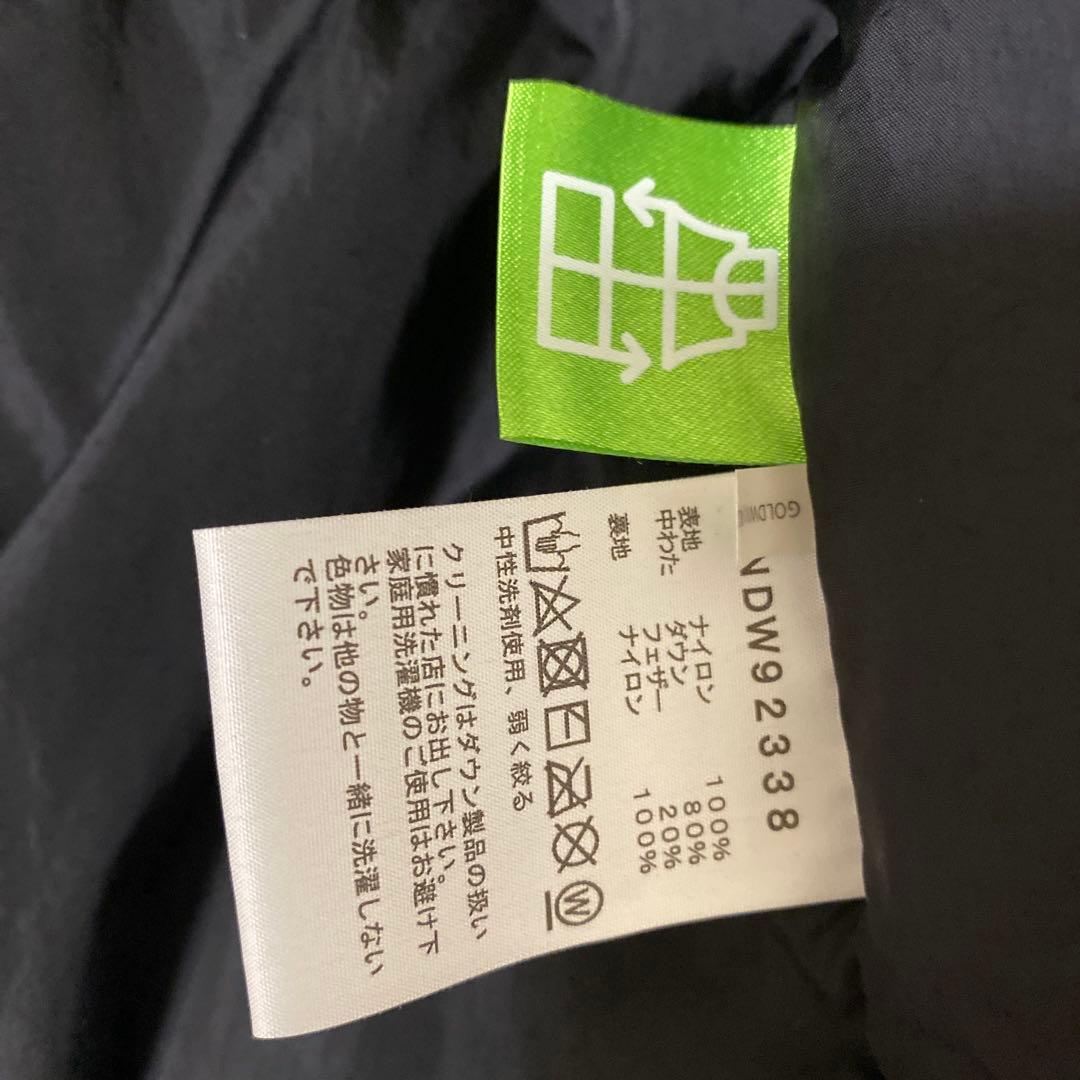 GOLDWIN
NDW92338
表地 ナイロン 100%
中わた ダウン 80%
フェザー 20%
裏地 ナイロン 100%
W
中性洗剤使用、弱く絞る
クリーニングはダウン製品の扱い
に慣れた店にお出し下さい。
家庭用洗濯機のご使用はお避け下
さい。
色物は他の物と一緒に洗濯しない
で下さい。